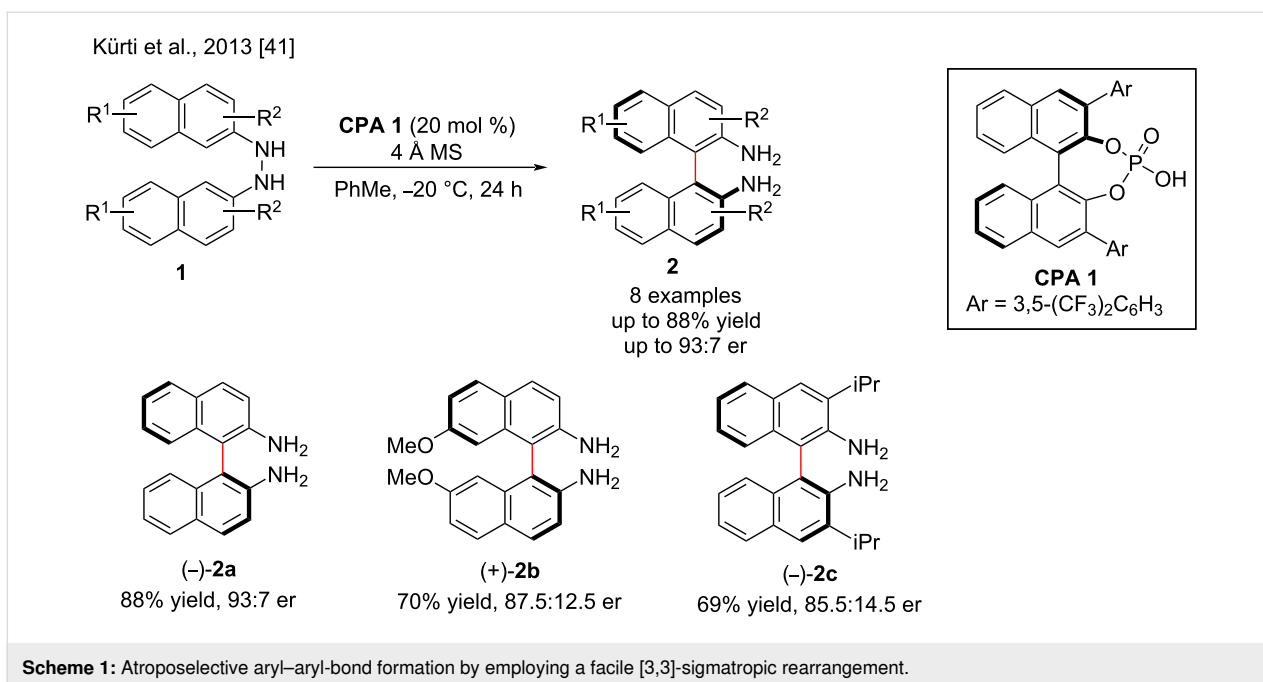 Kürti et al., 2013 [41]
R¹
R²
NH
NH
R¹
R²
1
CPA 1 (20 mol %)
4 Å MS
PhMe, –20 °C, 24 h
R¹
R²
NH₂
NH₂
R¹
R²
2
8 examples
up to 88% yield
up to 93:7 er
Ar
O
O
P
OH
O
Ar
CPA 1
Ar = 3,5-(CF₃)₂C₆H₃
NH₂
NH₂
(–)-2a
88% yield, 93:7 er
MeO
NH₂
MeO
NH₂
(+)-2b
70% yield, 87.5:12.5 er
iPr
NH₂
NH₂
iPr
(–)-2c
69% yield, 85.5:14.5 er
Scheme 1: Atroposelective aryl–aryl-bond formation by employing a facile [3,3]-sigmatropic rearrangement.